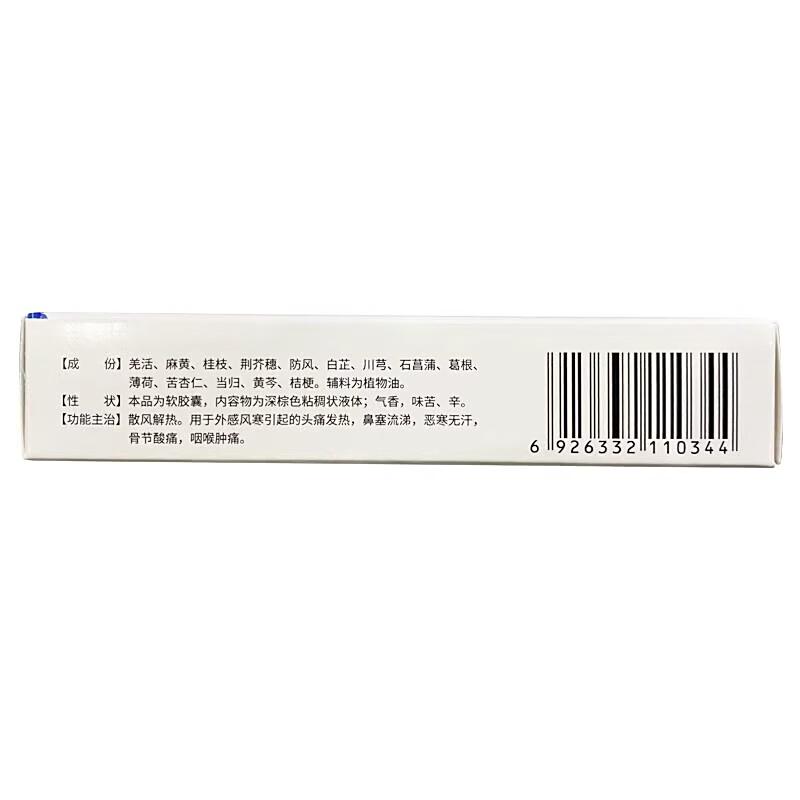 【成　　份】羌活、麻黄、桂枝、荆芥穗、防风、白芷、川芎、石菖蒲、葛根、
薄荷、苦杏仁、当归、黄芩、桔梗。辅料为植物油。
【性　　状】本品为软胶囊，内容物为深棕色粘稠状液体；气香，味苦、辛。
【功能主治】散风解热。用于外感风寒引起的头痛发热，鼻塞流涕，恶寒无汗，
骨节酸痛，咽喉肿痛。
6 926332 110344